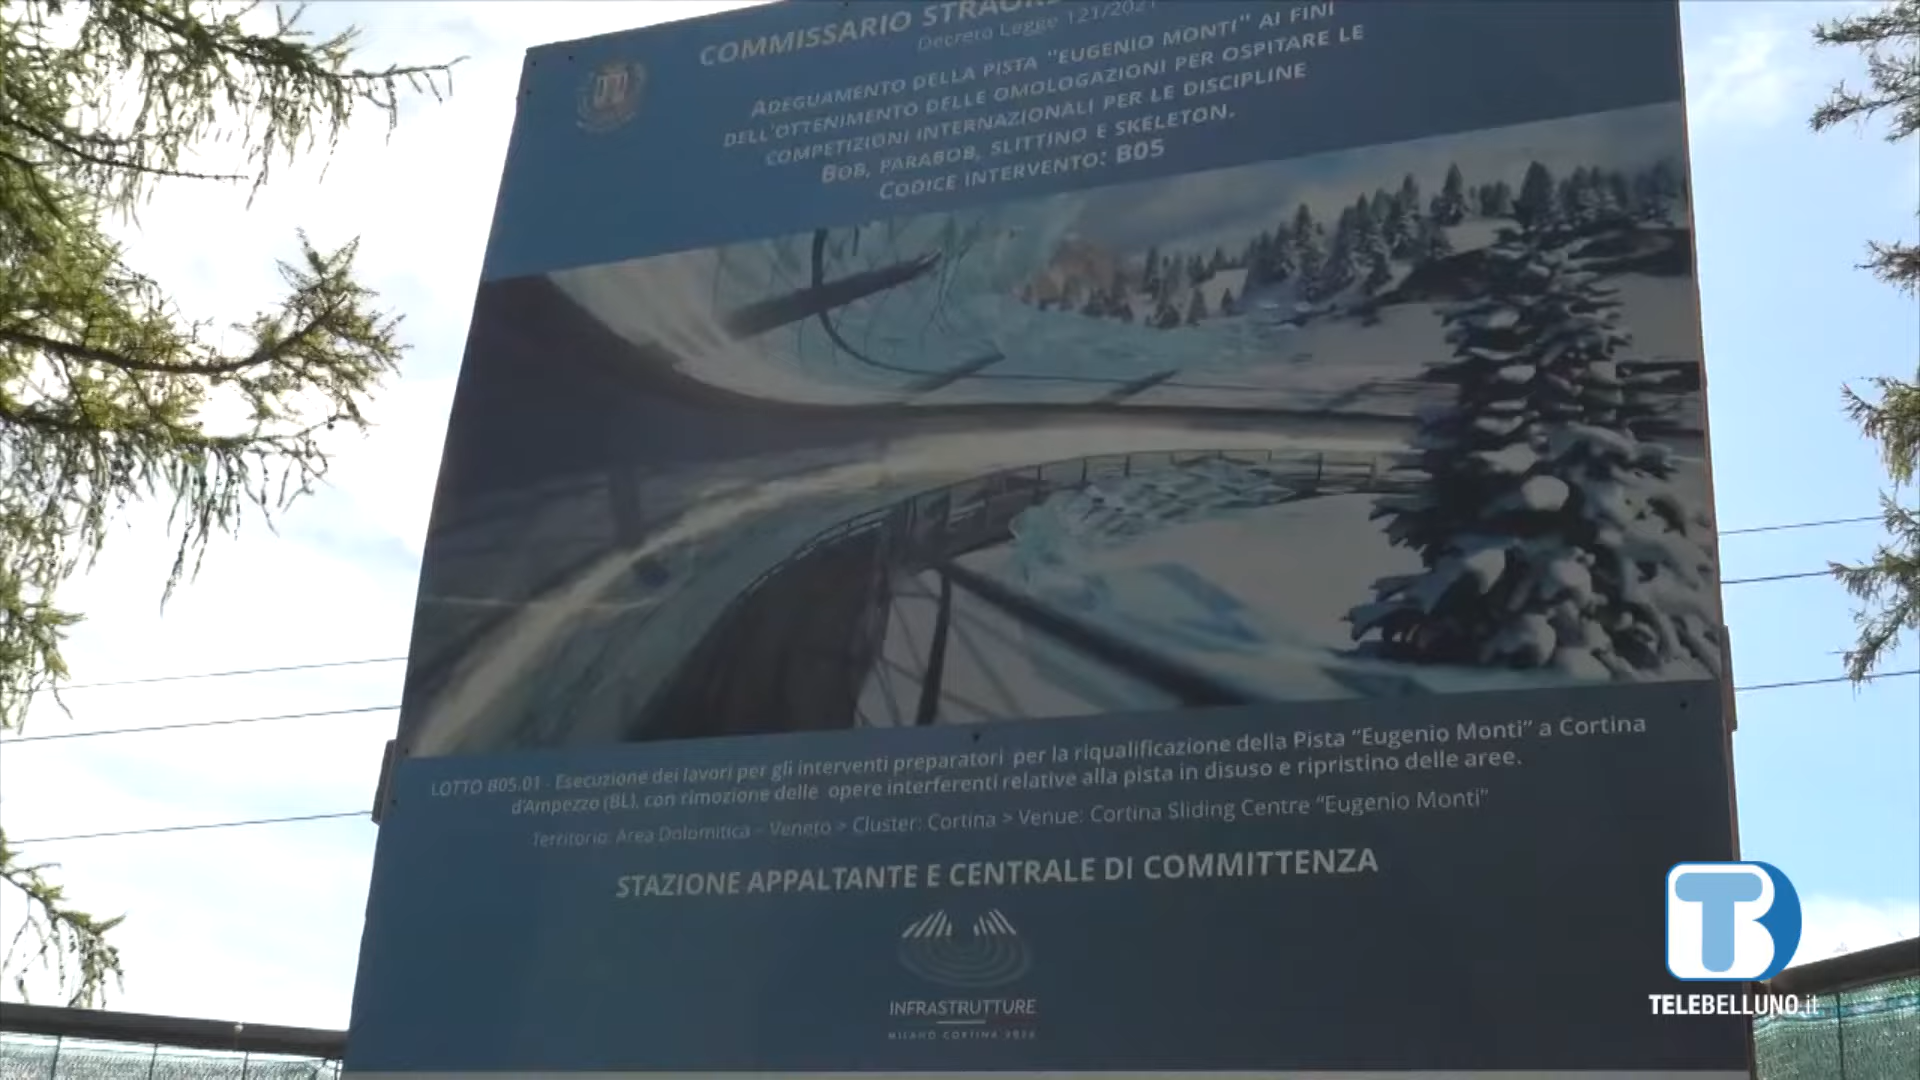 COMMISSARIO
Decreto Legge 121/2021
ADEGUAMENTO DELLA PISTA "EUGENIO MONTI" AI FINI
DELL'OTTENIMENTO DELLE OMOLOGAZIONI PER OSPITARE LE
COMPETIZIONI INTERNAZIONALI PER LE DISCIPLINE
BOB, PARABOB, SLITTINO E SKELETON.
CODICE INTERVENTO: B05
LOTTO B05.01 - Esecuzione dei lavori per gli interventi preparatori per la riqualificazione della Pista "Eugenio Monti" a Cortina
d'Ampezzo (BL), con rimozione delle opere interferenti relative alla pista in disuso e ripristino delle aree.
Territorio: Area Dolomitica - Veneto > Cluster: Cortina > Venue: Cortina Sliding Centre "Eugenio Monti"
STAZIONE APPALTANTE E CENTRALE DI COMMITTENZA
INFRASTRUTTURE
MILANO CORTINA 2026
TB
TELEBELLUNO.it